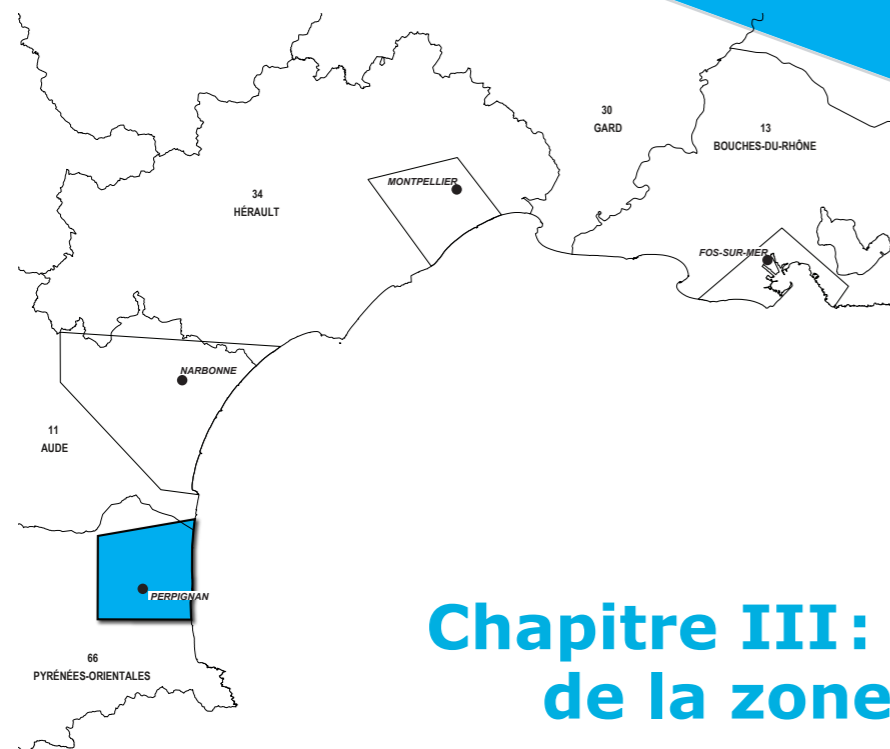 30
GARD
13
BOUCHES-DU-RHÔNE
MONTPELLIER
34
HÉRAULT
FOS-SUR-MER
NARBONNE
11
AUDE
PERPIGNAN
66
PYRÉNÉES-ORIENTALES
Chapitre III :
de la zone